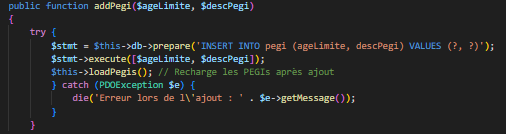 public function addPegi($ageLimite, $descPegi)
{
try {
$stmt = $this->db->prepare('INSERT INTO pegi (ageLimite, descPegi) VALUES (?, ?)');
$stmt->execute([$ageLimite, $descPegi]);
$this->loadPegis(); // Recharge les PEGIs après ajout
} catch (PDOException $e) {
die('Erreur lors de l\'ajout : ' . $e->getMessage());
}
}